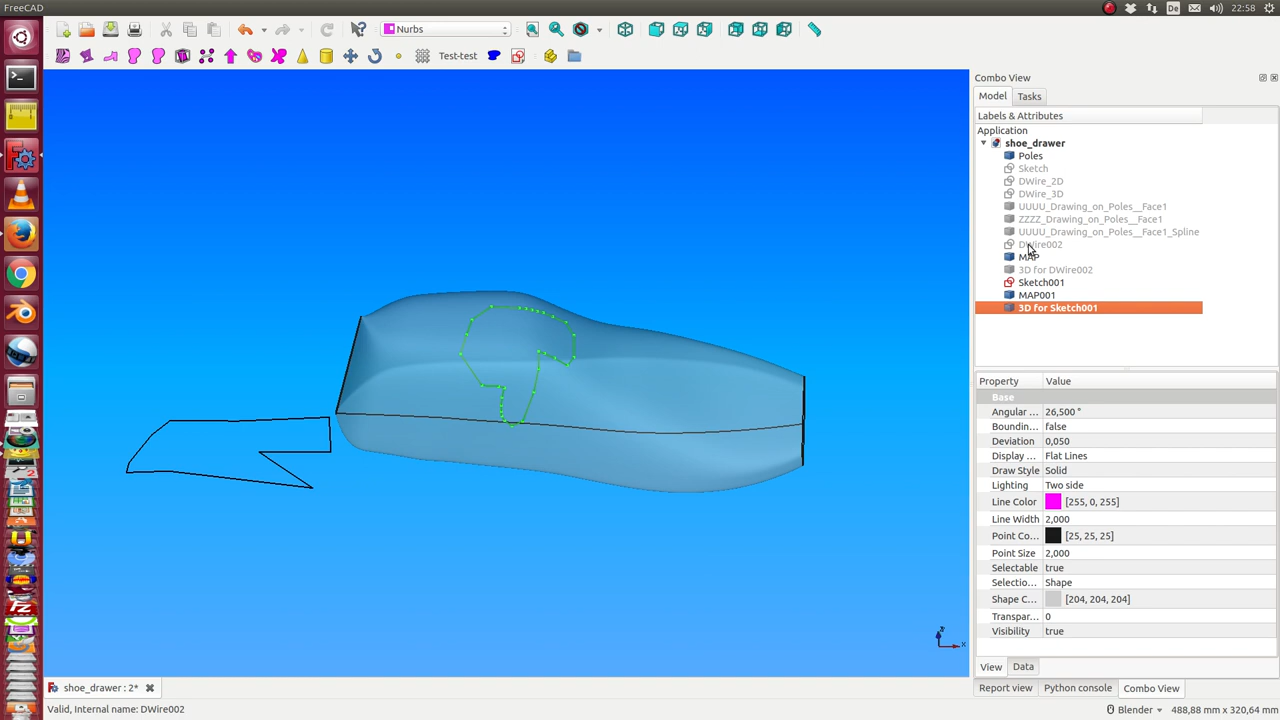 FreeCAD
De
22:58
Nurbs
Test-test
Combo View
Model
Tasks
Labels & Attributes
Application
shoe_drawer
Poles
Sketch
DWire_2D
DWire_3D
UUUU_Drawing_on_Poles__Face1
ZZZZ_Drawing_on_Poles__Face1
UUUU_Drawing_on_Poles__Face1_Spline
DWire002
MAP
3D for DWire002
Sketch001
MAP001
3D for Sketch001
Property Value
Base
Angular ... 26,500 °
Boundin... false
Deviation 0,050
Display ... Flat Lines
Draw Style Solid
Lighting Two side
Line Color [255, 0, 255]
Line Width 2,000
Point Co... [25, 25, 25]
Point Size 2,000
Selectable true
Selectio... Shape
Shape C... [204, 204, 204]
Transpar... 0
Visibility true
z
x
View
Data
shoe_drawer : 2*
Report view
Python console
Combo View
Valid, Internal name: DWire002
Blender
488,88 mm x 320,64 mm